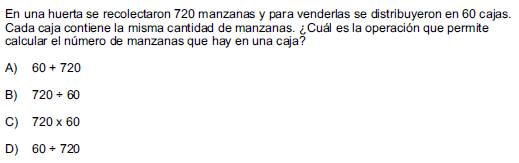 En una huerta se recolectaron 720 manzanas y para venderlas se distribuyeron en 60 cajas.
Cada caja contiene la misma cantidad de manzanas. ¿Cuál es la operación que permite
calcular el número de manzanas que hay en una caja?
A) 60 + 720
B) 720 ÷ 60
C) 720 x 60
D) 60 ÷ 720